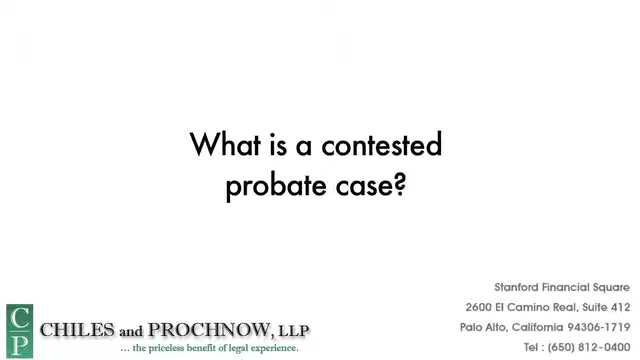 What is a contested
probate case?
Stanford Financial Square
2600 El Camino Real, Suite 412
Palo Alto, California 94306-1719
Tel : (650) 812-0400
C
P
CHILES and PROCHNOW, LLP
... the priceless benefit of legal experience.